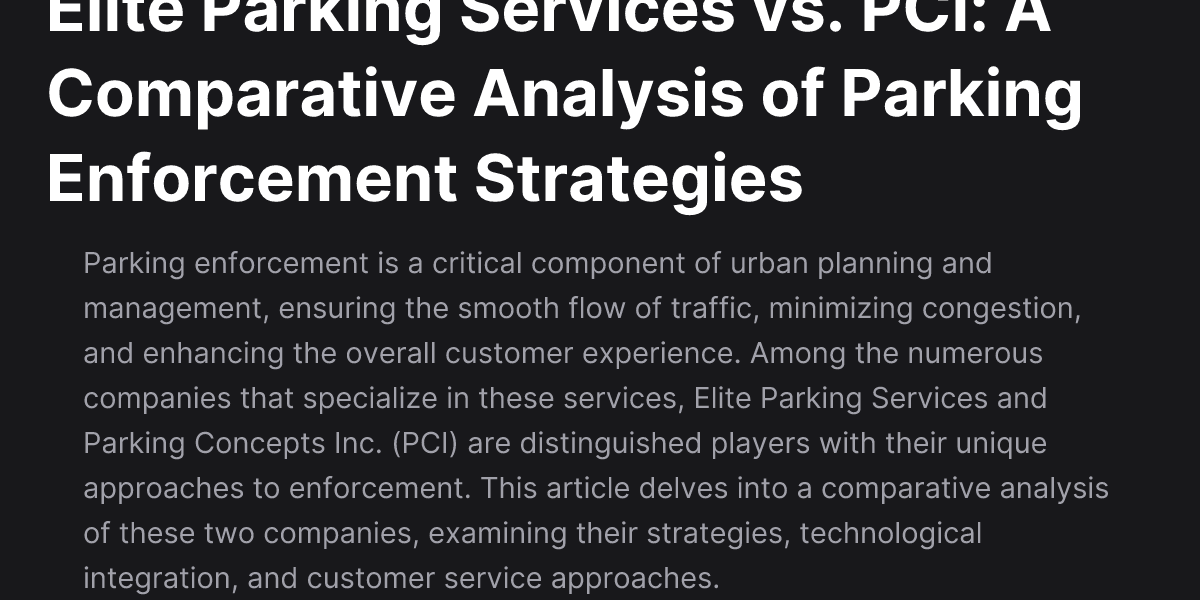 Elite Parking Services vs. PCI: A
Comparative Analysis of Parking
Enforcement Strategies
Parking enforcement is a critical component of urban planning and
management, ensuring the smooth flow of traffic, minimizing congestion,
and enhancing the overall customer experience. Among the numerous
companies that specialize in these services, Elite Parking Services and
Parking Concepts Inc. (PCI) are distinguished players with their unique
approaches to enforcement. This article delves into a comparative analysis
of these two companies, examining their strategies, technological
integration, and customer service approaches.